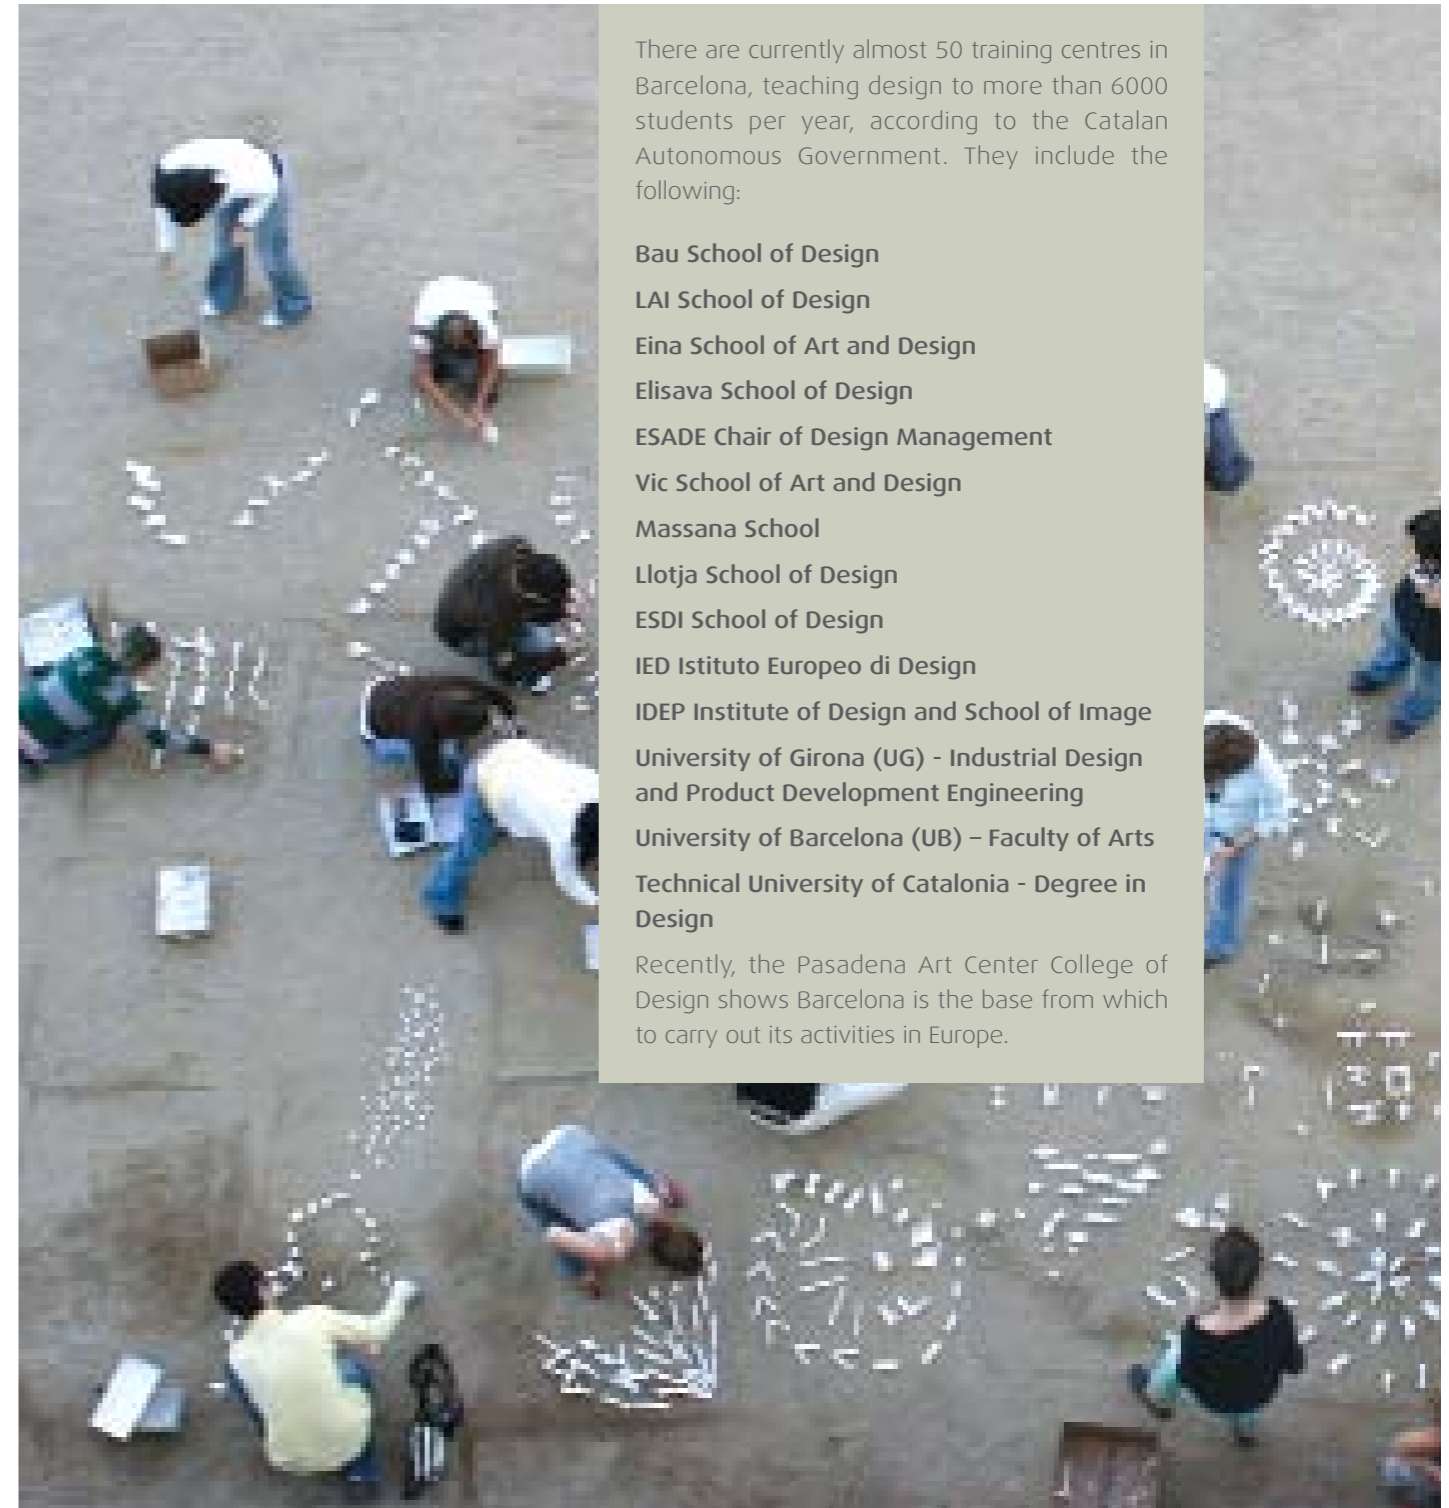 There are currently almost 50 training centres in
Barcelona, teaching design to more than 6000
students per year, according to the Catalan
Autonomous Government. They include the
following:
Bau School of Design
LAI School of Design
Eina School of Art and Design
Elisava School of Design
ESADE Chair of Design Management
Vic School of Art and Design
Massana School
Llotja School of Design
ESDI School of Design
IED Istituto Europeo di Design
IDEP Institute of Design and School of Image
University of Girona (UG) - Industrial Design
and Product Development Engineering
University of Barcelona (UB) – Faculty of Arts
Technical University of Catalonia - Degree in
Design
Recently, the Pasadena Art Center College of
Design shows Barcelona is the base from which
to carry out its activities in Europe.